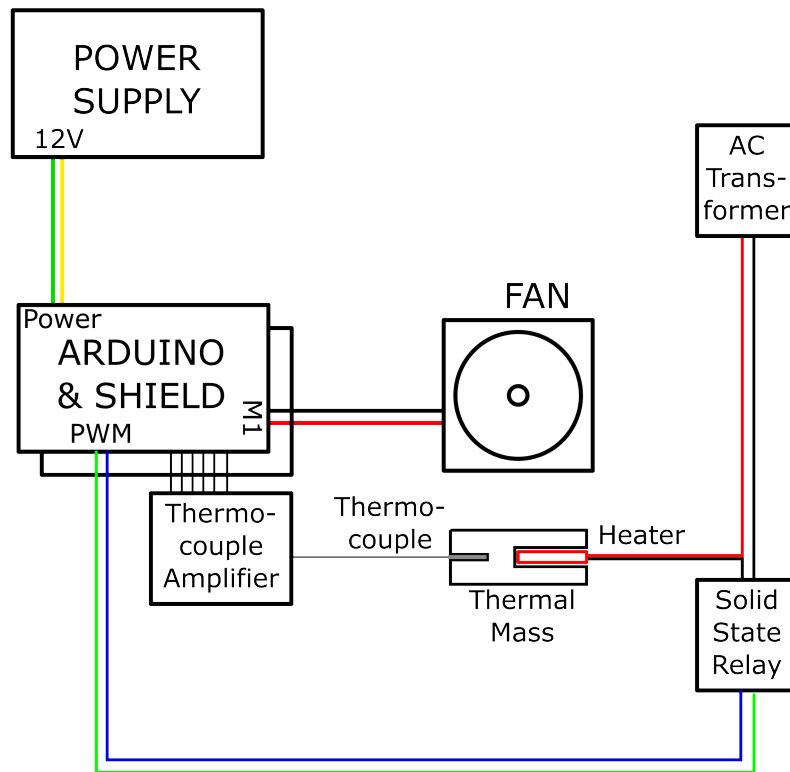 POWER
SUPPLY
12V
AC
Trans-
former
FAN
Power
ARDUINO
& SHIELD
M1
PWM
Thermo-
couple
Amplifier
Thermo-
couple
Heater
Thermal
Mass
Solid
State
Relay